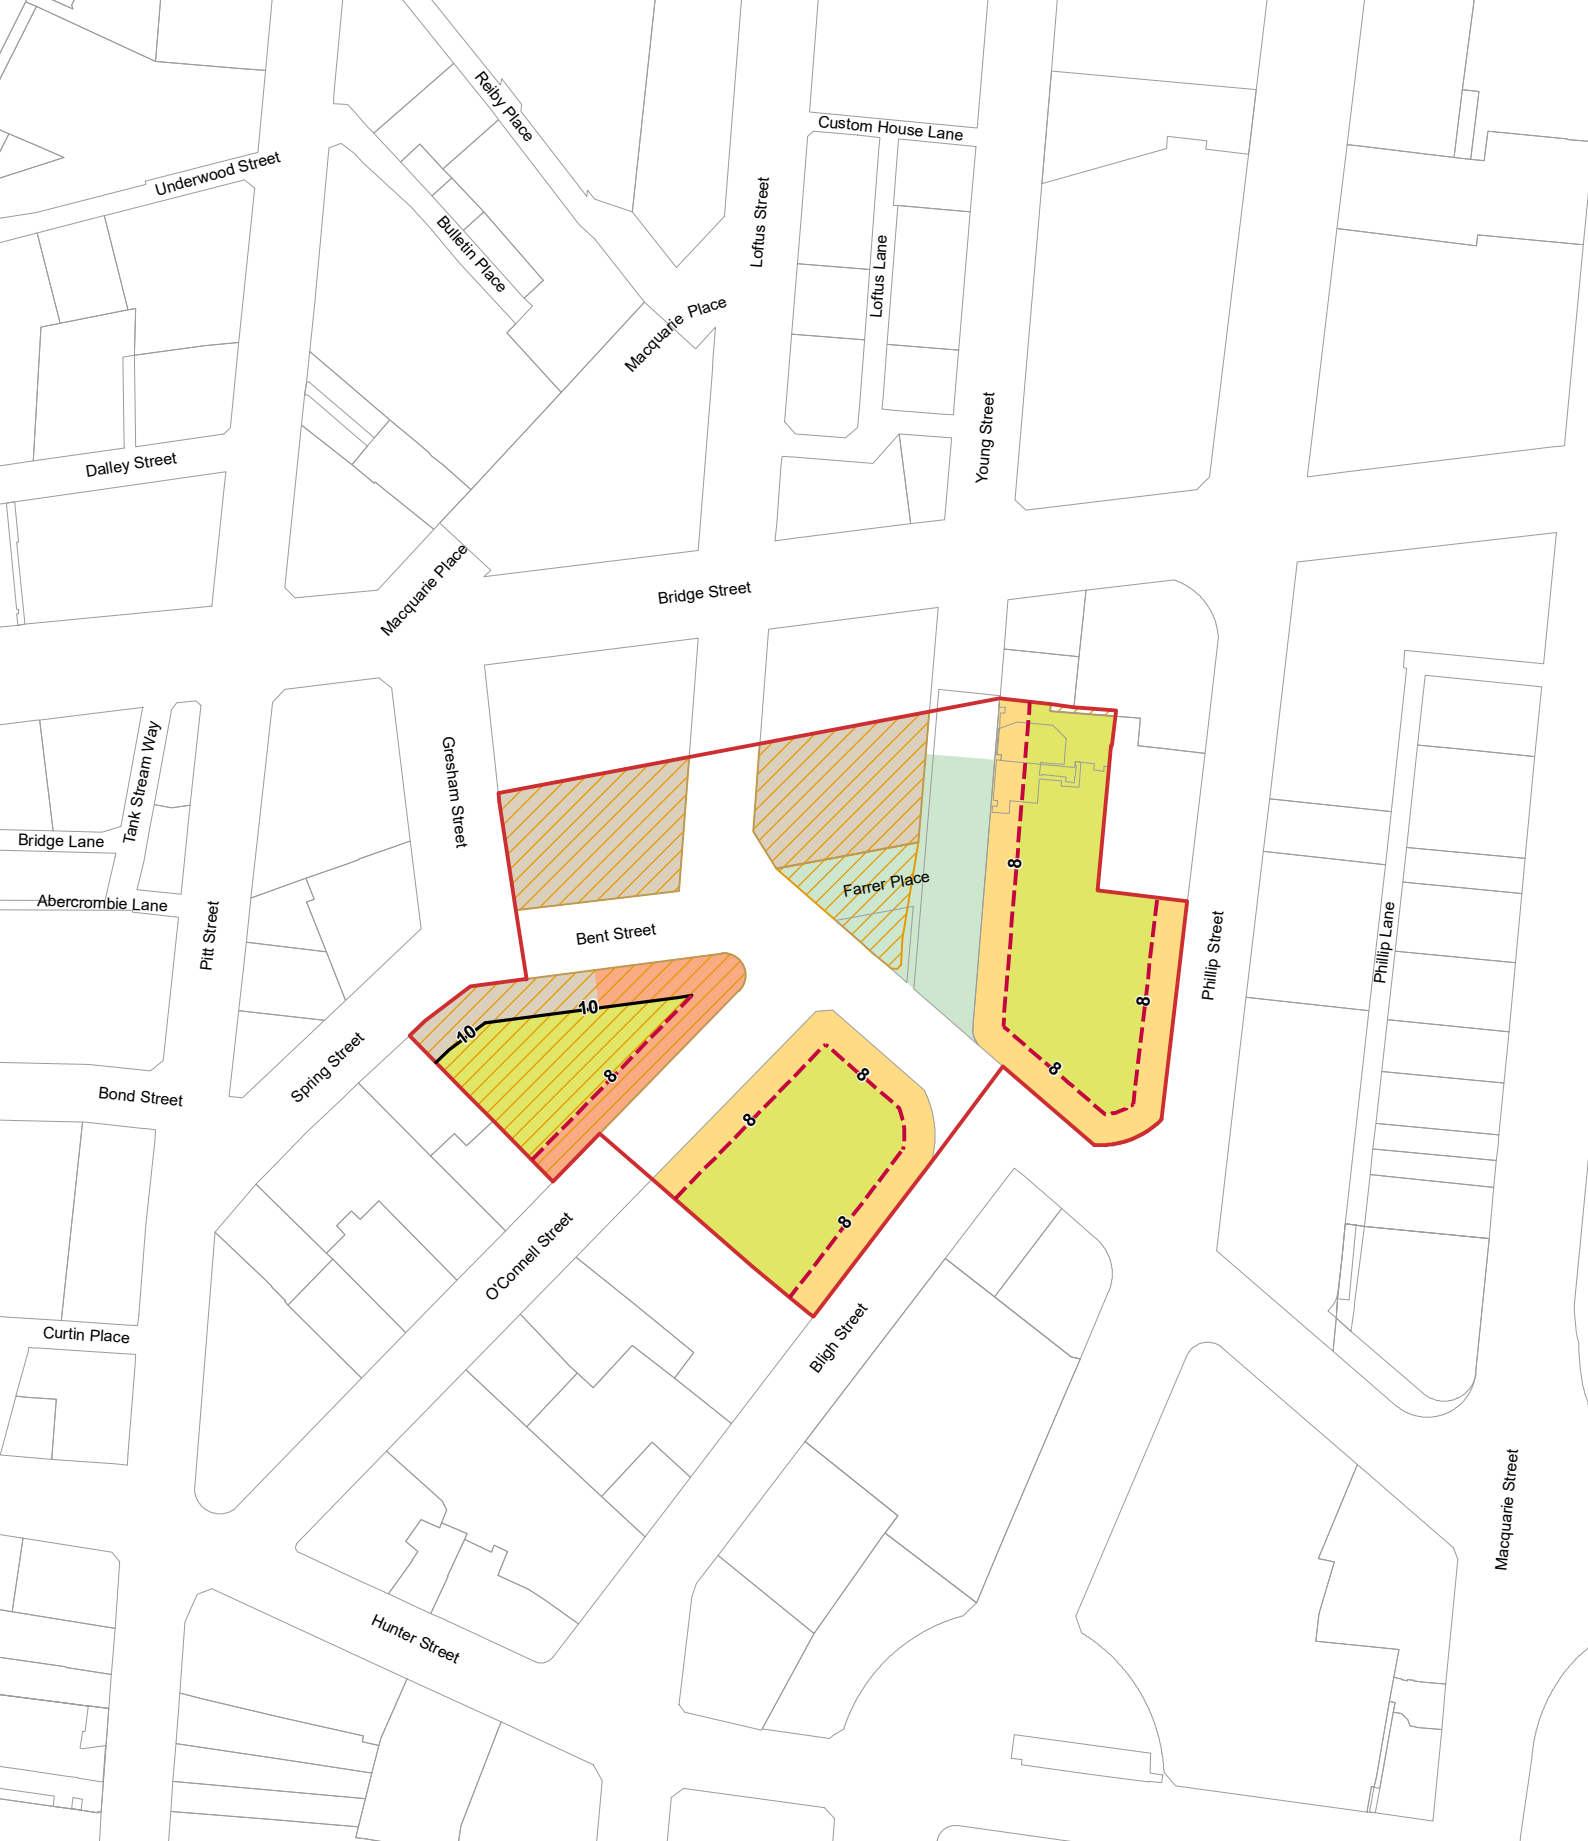 Reiby Place
Custom House Lane
Underwood Street
Loftus Street
Bulletin Place
Loftus Lane
Macquarie Place
Young Street
Dalley Street
Macquarie Place
Bridge Street
Tank Stream Way
Gresham Street
Bridge Lane
8
Farrer Place
Abercrombie Lane
Pitt Street
Bent Street
Phillip Street
Phillip Lane
10
8
10
Spring Street
8
8
8
Bond Street
8
O'Connell Street
8
Curtin Place
Bligh Street
Macquarie Street
Hunter Street